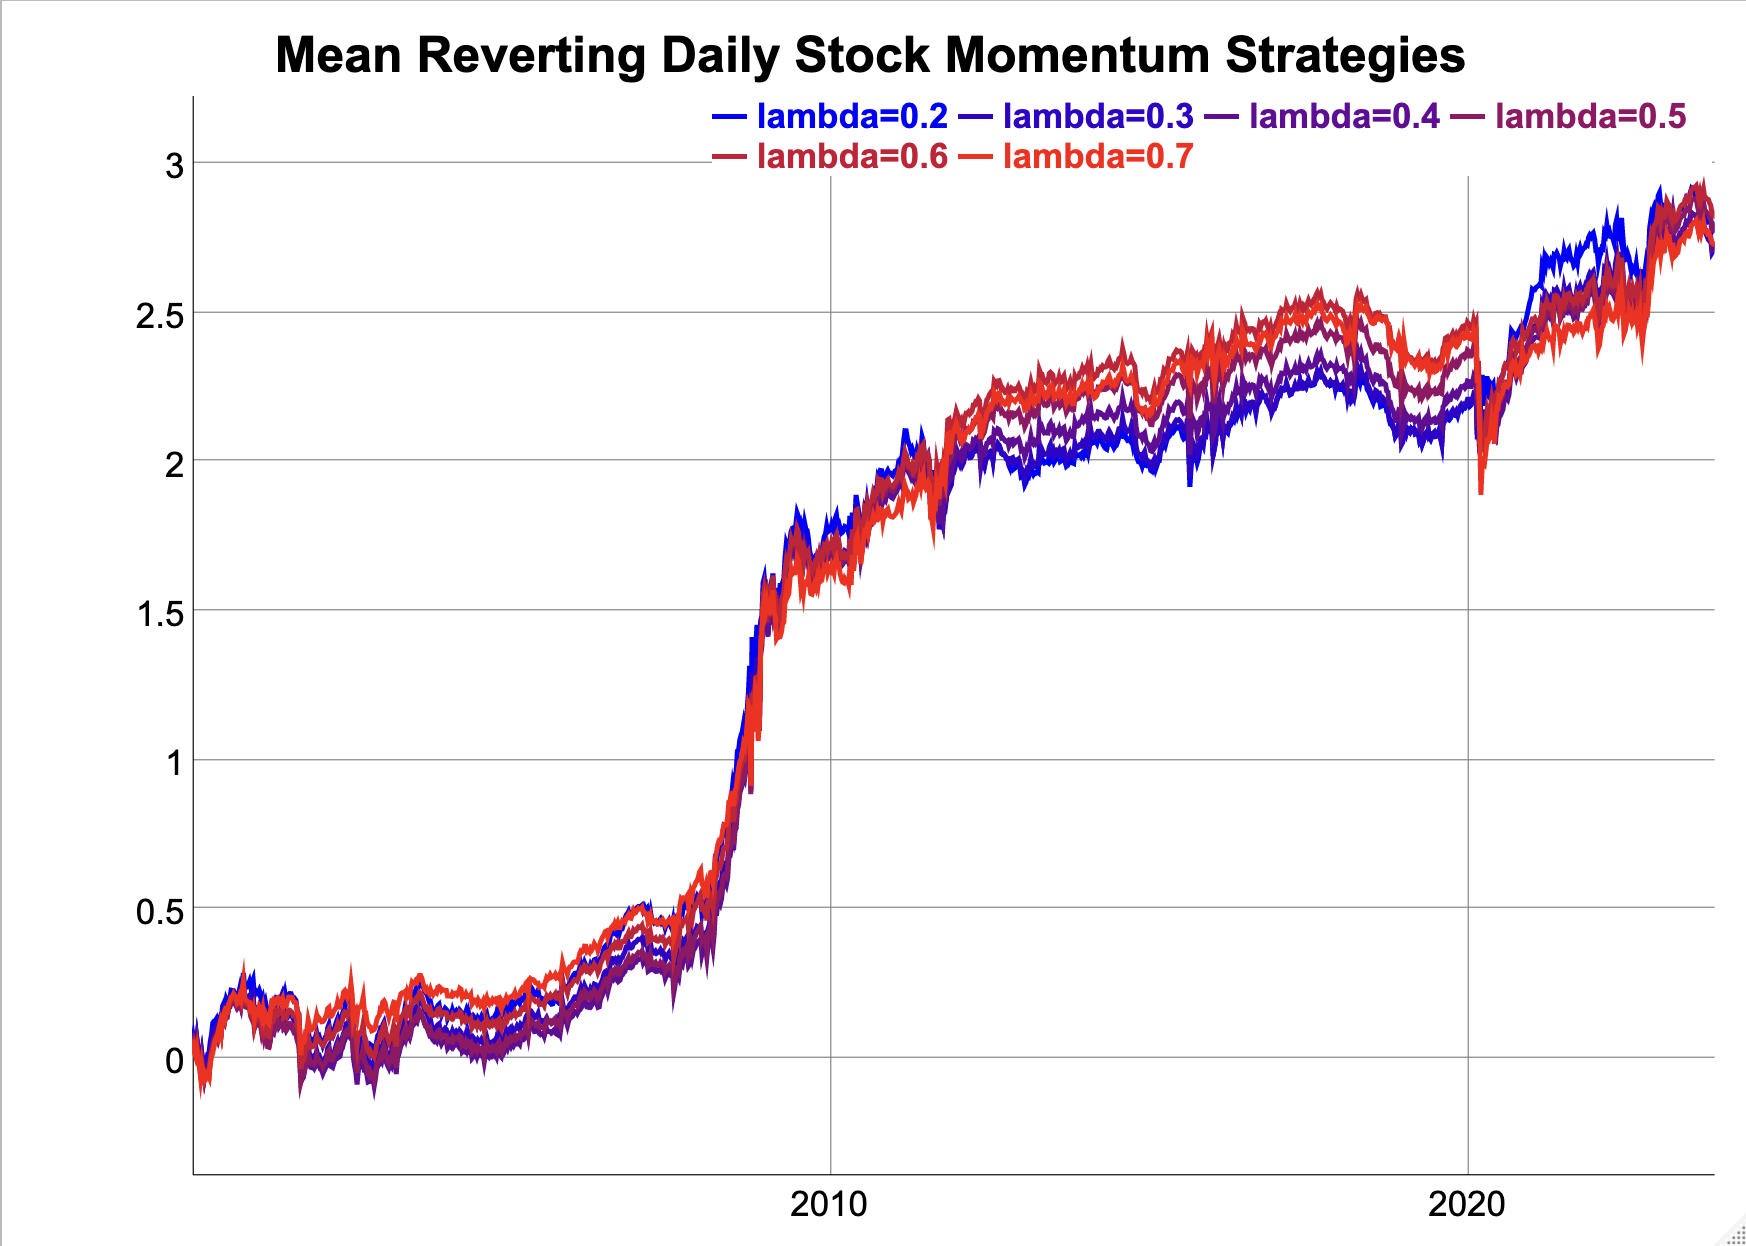 Mean Reverting Daily Stock Momentum Strategies
lambda=0.2 lambda=0.3 lambda=0.4 lambda=0.5
lambda=0.6 lambda=0.7
3
2.5
2
1.5
1
0.5
0
2010 2020